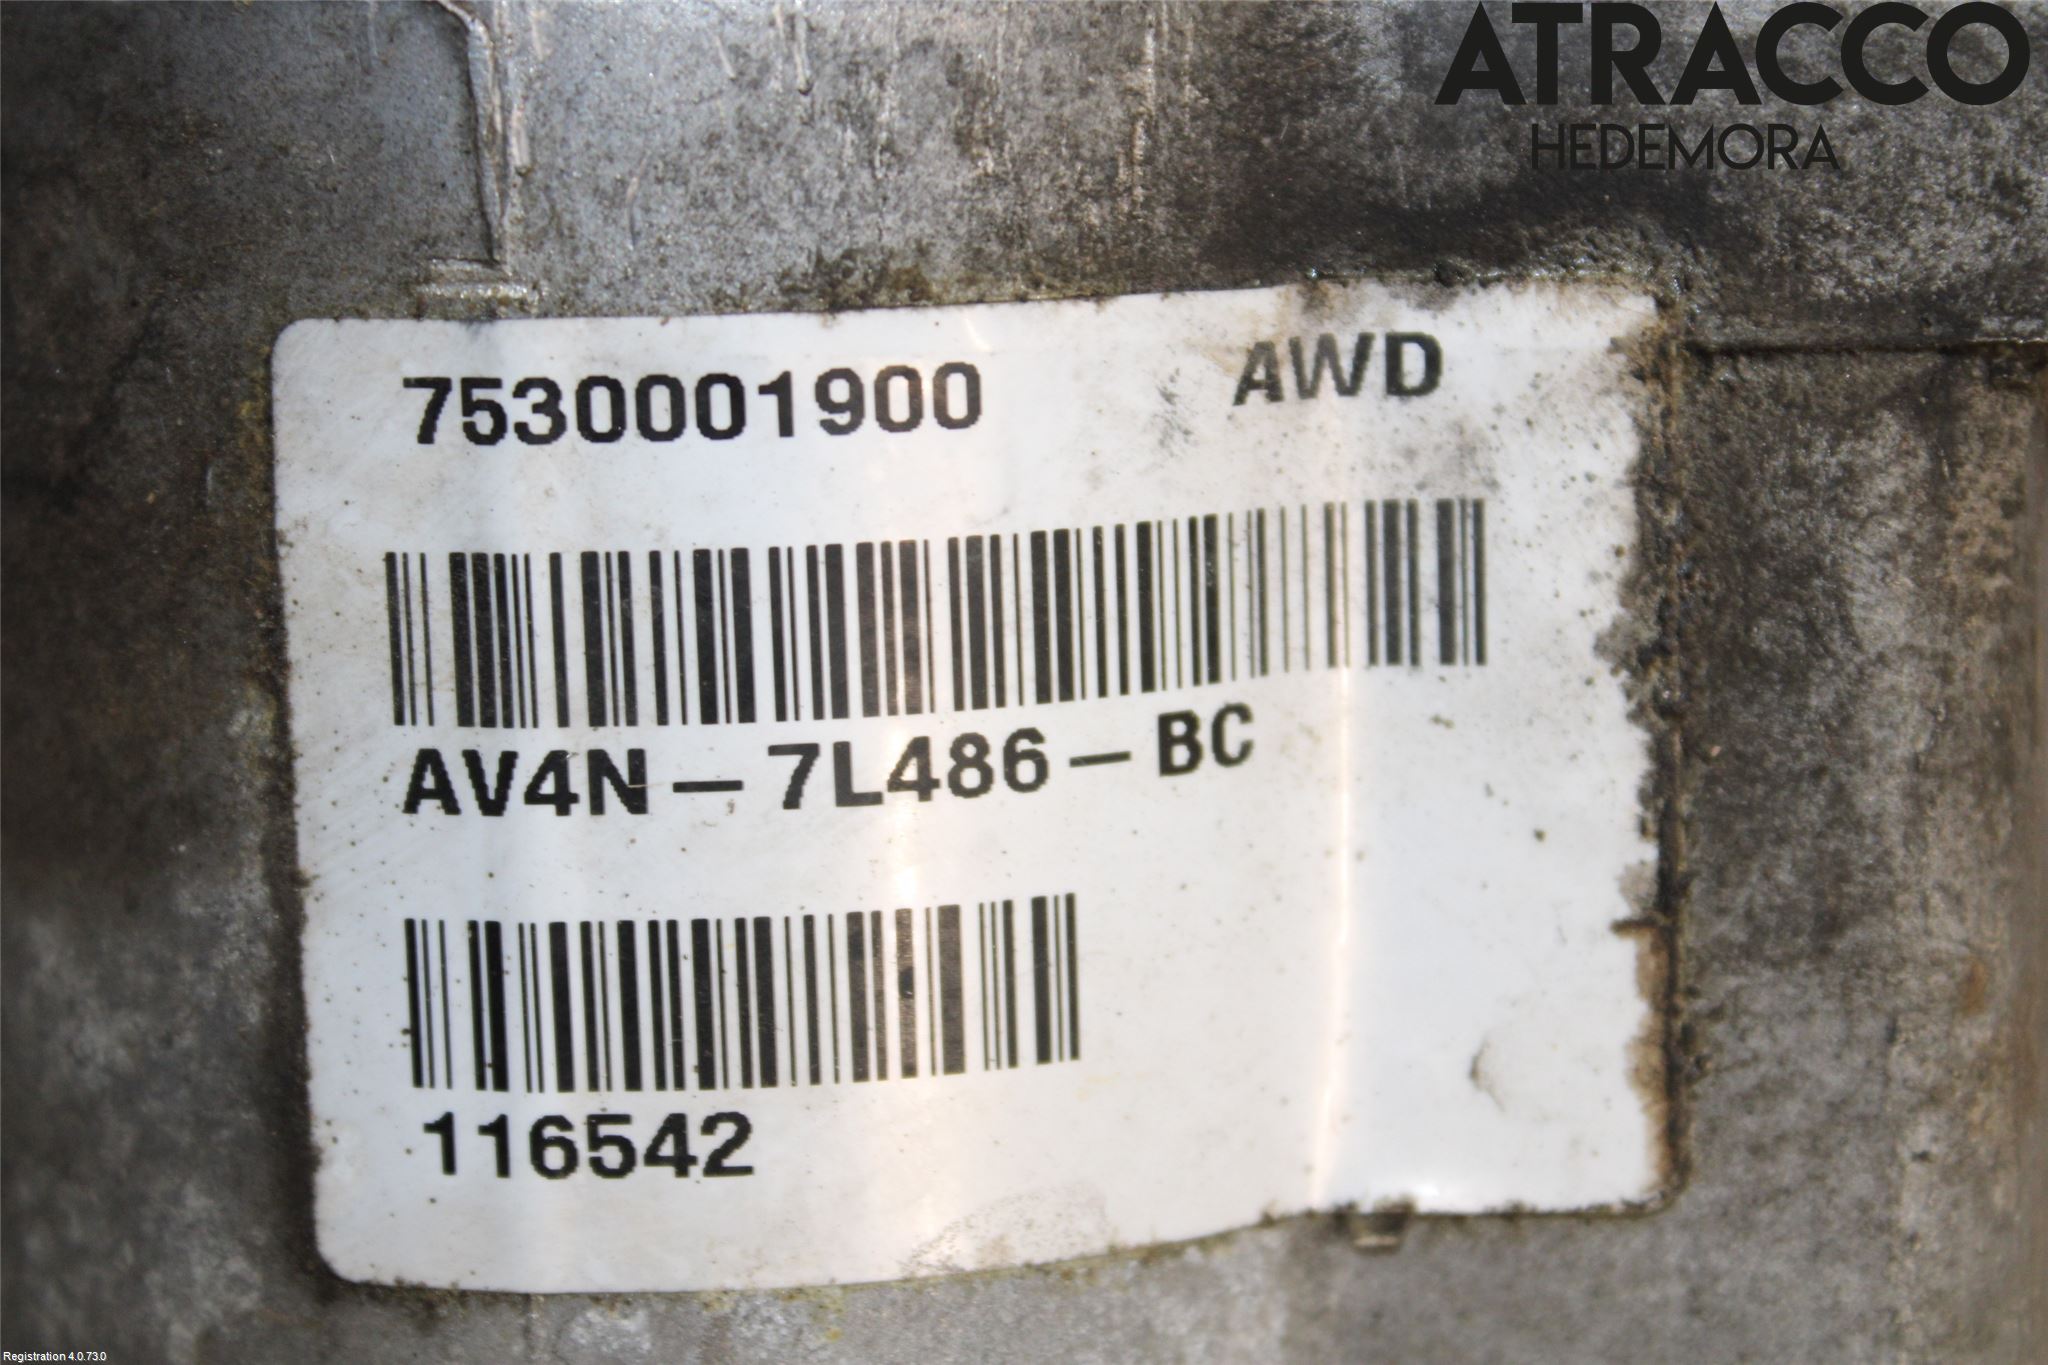 ATRACCO
HEDEMORA
7530001900 AWD
AV4N-7L486-BC
116542
Registration 4.0.73.0